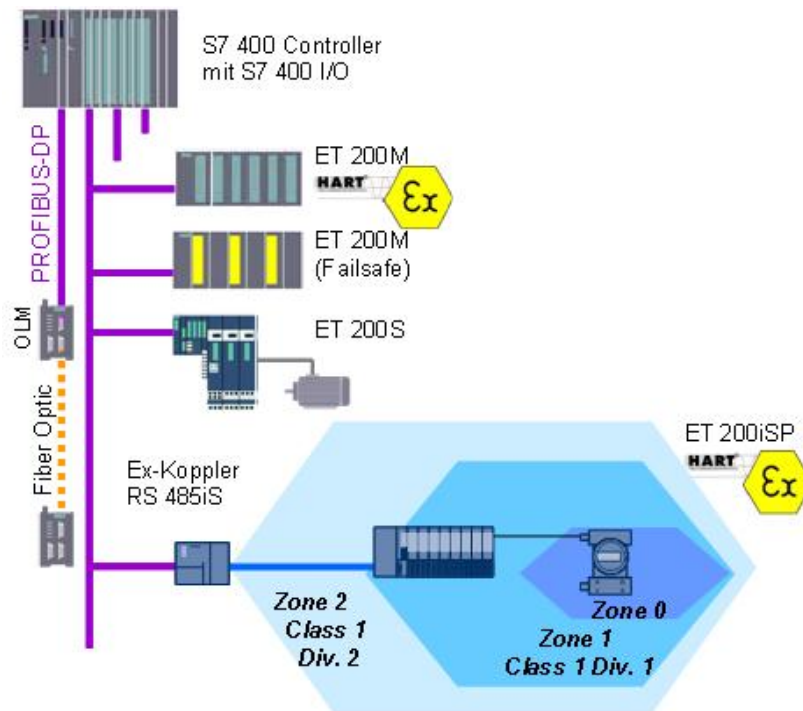 S7 400 Controller
mit S7 400 I/O
PROFIBUS-DP
ET 200M
HART
Ɛx
ET 200M
(Failsafe)
OLM
ET 200S
Fiber Optic
ET 200iSP
HART
Ɛx
Ex-Koppler
RS 485iS
Zone 2
Class 1
Div. 2
Zone 0
Zone 1
Class 1 Div. 1